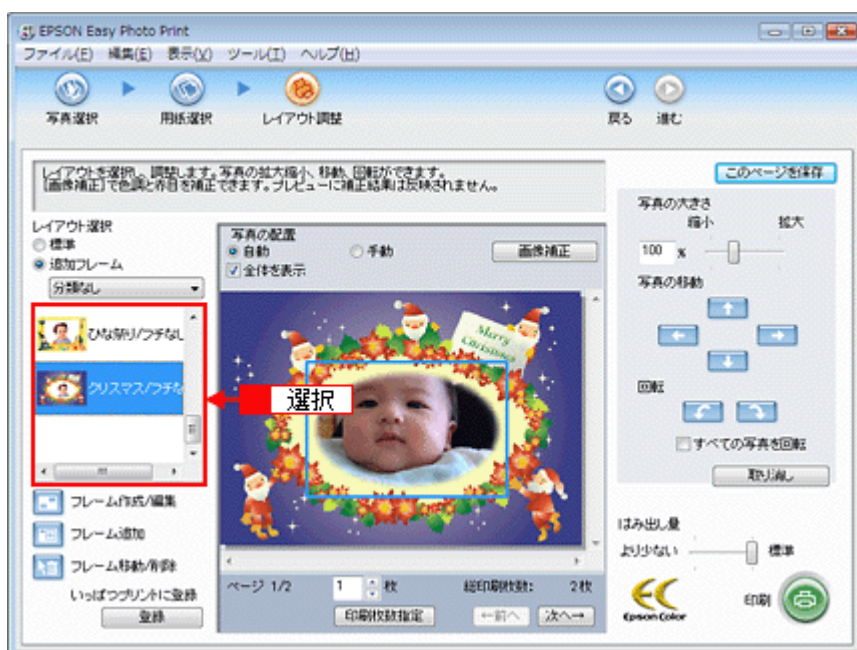 EPSON Easy Photo Print
ファイル(F) 編集(E) 表示(V) ツール(T) ヘルプ(H)
写真選択 用紙選択 レイアウト調整 戻る 進む
レイアウトを選択し、調整します。写真の拡大縮小、移動、回転ができます。
[画像補正]で色調と赤目を補正できます。プレビューに補正結果は反映されません。
このページを保存
レイアウト選択
標準
追加フレーム
分類なし
ひな祭り/フチなし
クリスマス/フチな
フレーム作成/編集
フレーム追加
フレーム移動/削除
いっぱつプリントに登録
登録
写真の配置
自動 手動 画像補正
全体を表示
Merry
Christmas
選択
ページ 1/2 1 枚 総印刷枚数: 2枚
印刷枚数指定 ←前へ 次へ→
写真の大きさ
縮小 拡大
100 %
写真の移動
回転
すべての写真を回転
取り消し
はみ出し量
より少ない 標準
Epson Color
印刷